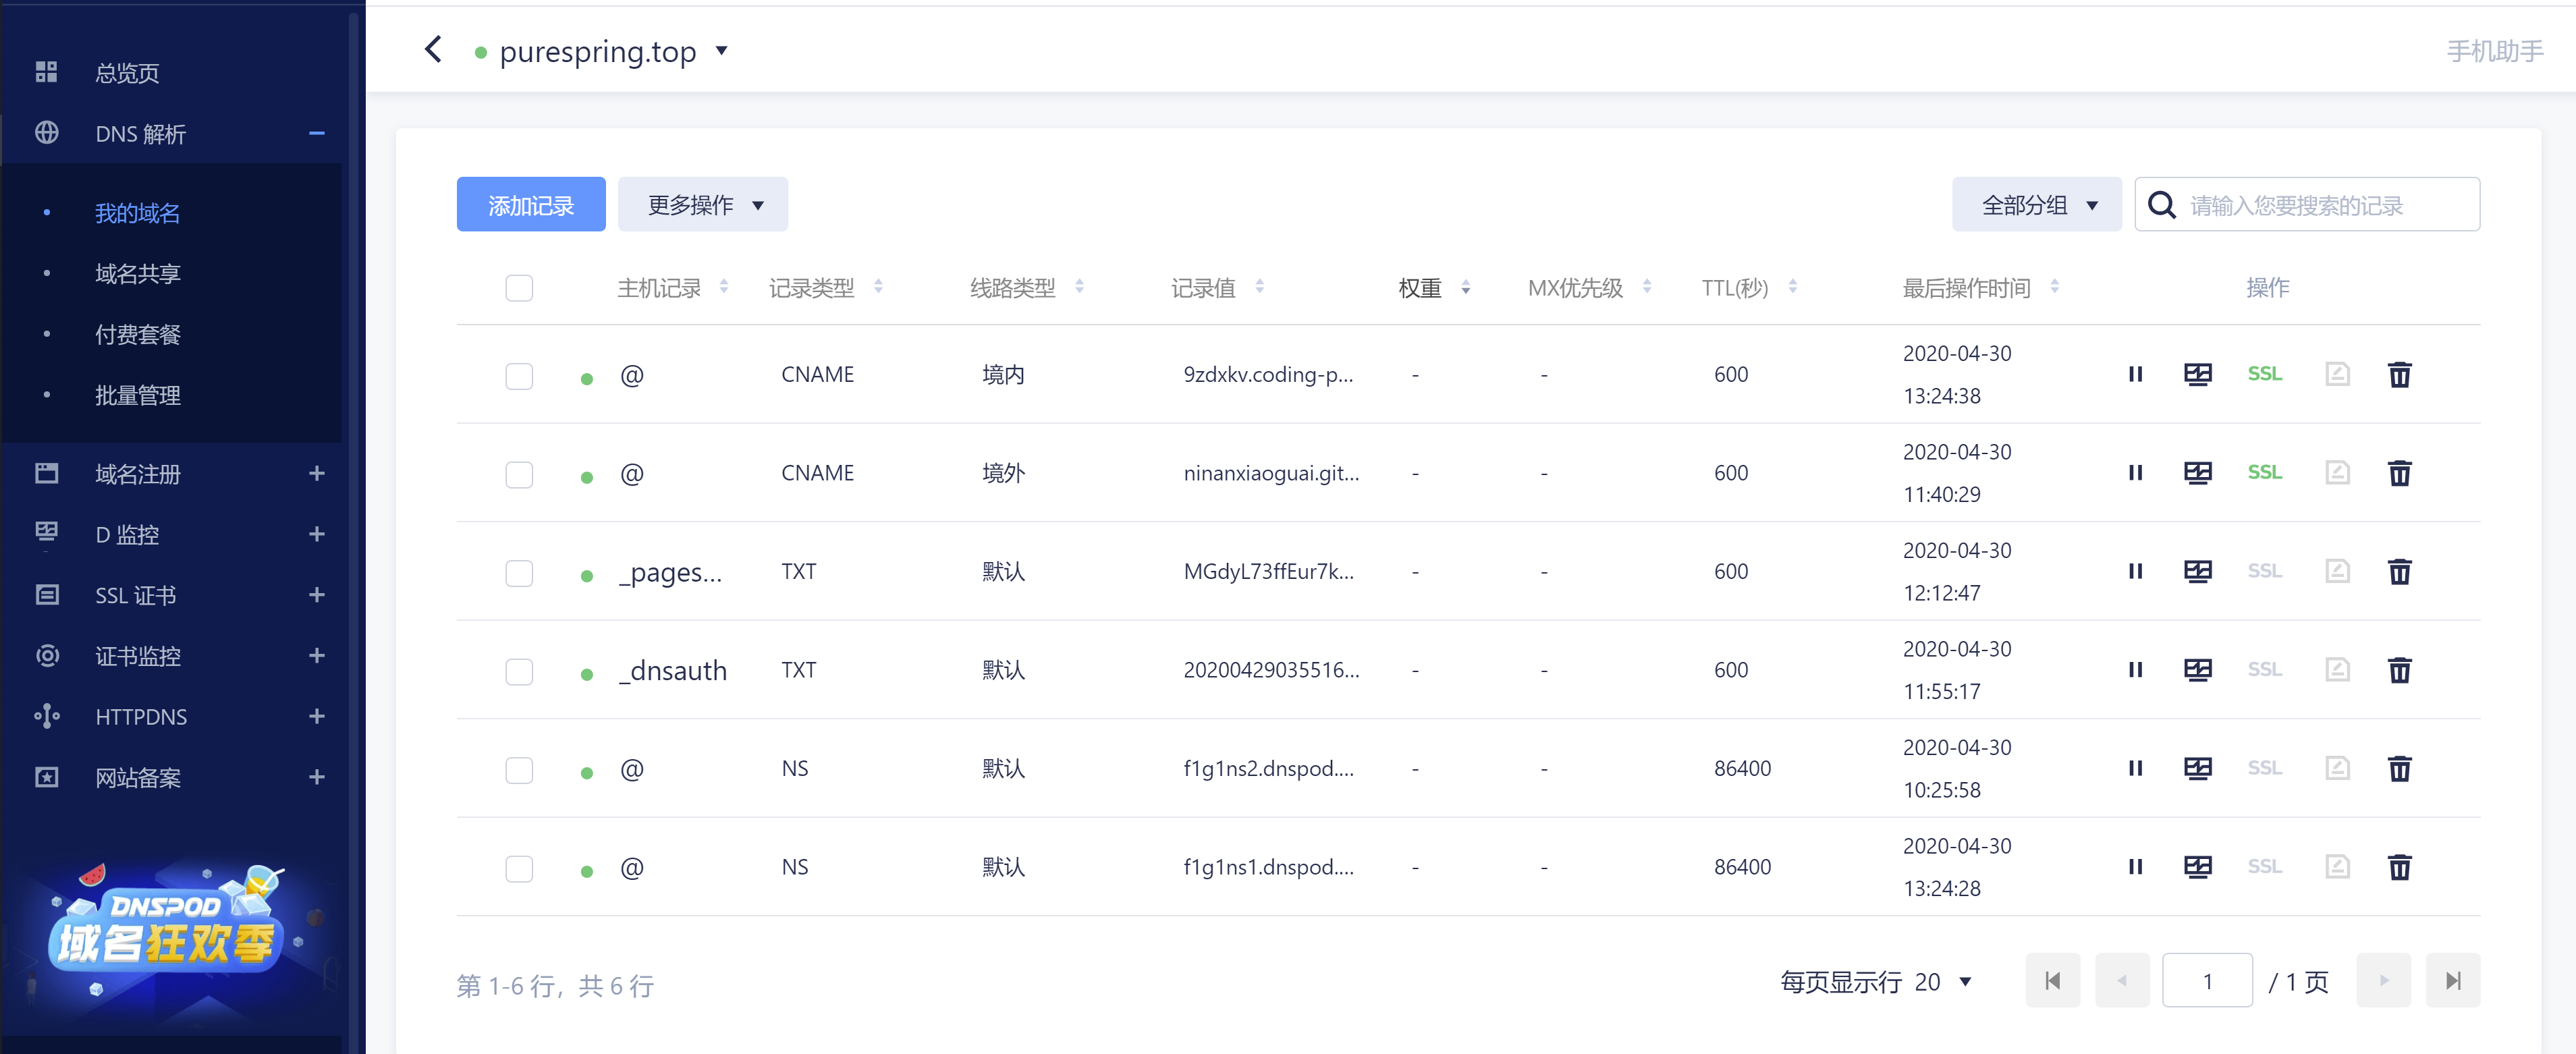 purespring.top
手机助手
总览页
DNS 解析
我的域名
域名共享
付费套餐
批量管理
域名注册
D 监控
SSL 证书
证书监控
HTTPDNS
网站备案
DNSPOD
域名狂欢季
添加记录 更多操作 全部分组 请输入您要搜索的记录
主机记录 记录类型 线路类型 记录值 权重 MX优先级 TTL(秒) 最后操作时间 操作
@ CNAME 境内 9zdxkv.coding-p... - - 600 2020-04-30 13:24:38 SSL
@ CNAME 境外 ninanxiaoguai.git... - - 600 2020-04-30 11:40:29 SSL
_pages... TXT 默认 MGdyL73ffEur7k... - - 600 2020-04-30 12:12:47 SSL
_dnsauth TXT 默认 20200429035516... - - 600 2020-04-30 11:55:17 SSL
@ NS 默认 f1g1ns2.dnspod.... - - 86400 2020-04-30 10:25:58 SSL
@ NS 默认 f1g1ns1.dnspod.... - - 86400 2020-04-30 13:24:28 SSL
第 1-6 行，共 6 行 每页显示行 20 1 / 1 页